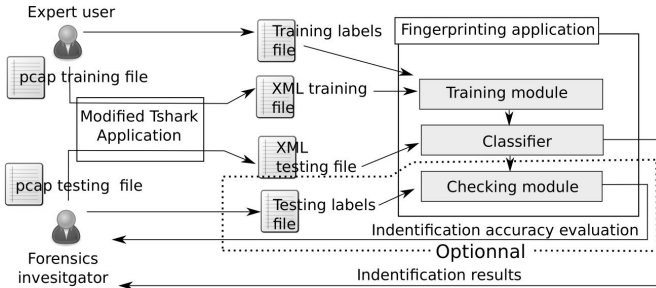 Expert user
Training labels
file
Fingerprinting application
pcap training file
XML training
file
Training module
Modified Tshark
Application
XML
testing file
Classifier
pcap testing  file
Testing labels
file
Checking module
Indentification accuracy evaluation
Optionnal
Forensics
invesitgator
Indentification results